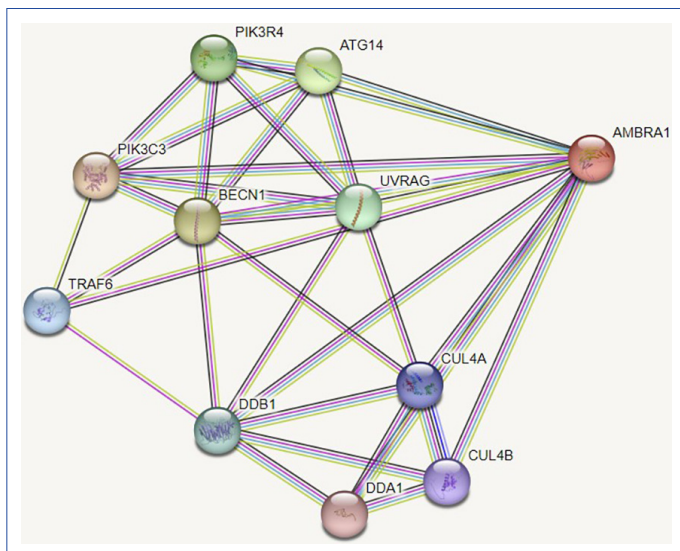 PIK3R4
ATG14
AMBRA1
PIK3C3
BECN1
UVRAG
TRAF6
CUL4A
DDB1
CUL4B
DDA1